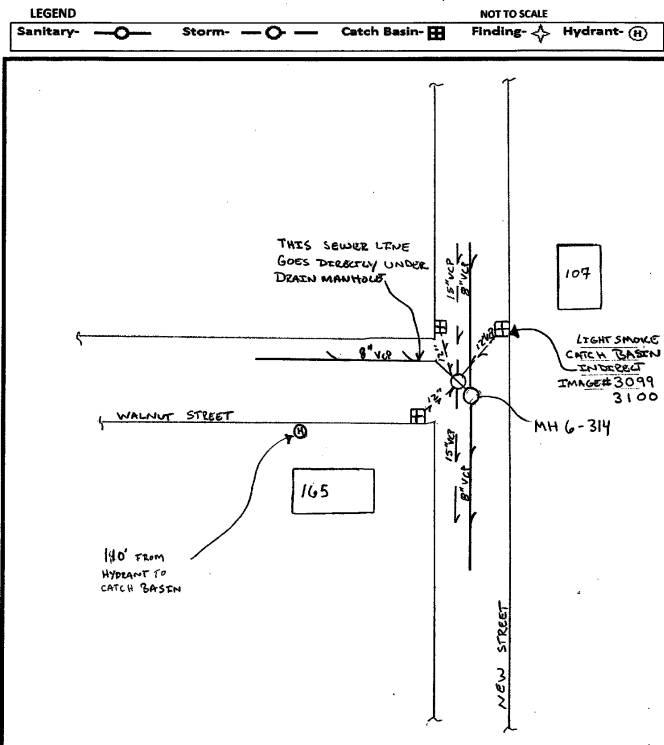 LEGEND
NOT TO SCALE
Sanitary-
Storm-
Catch Basin-
Finding-
Hydrant- H
THIS SEWER LINE
GOES DIRECTLY UNDER
DRAIN MANHOLE
15" VCP
8" VCP
107
LIGHT SMOKE
CATCH BASIN
INDIRECT
IMAGE# 3099
3100
12"
8" VCP
WALNUT STREET
12"
MH 6-314
H
15" VCP
8" VCP
165
140' FROM
HYDRANT TO
CATCH BASIN
NEW STREET